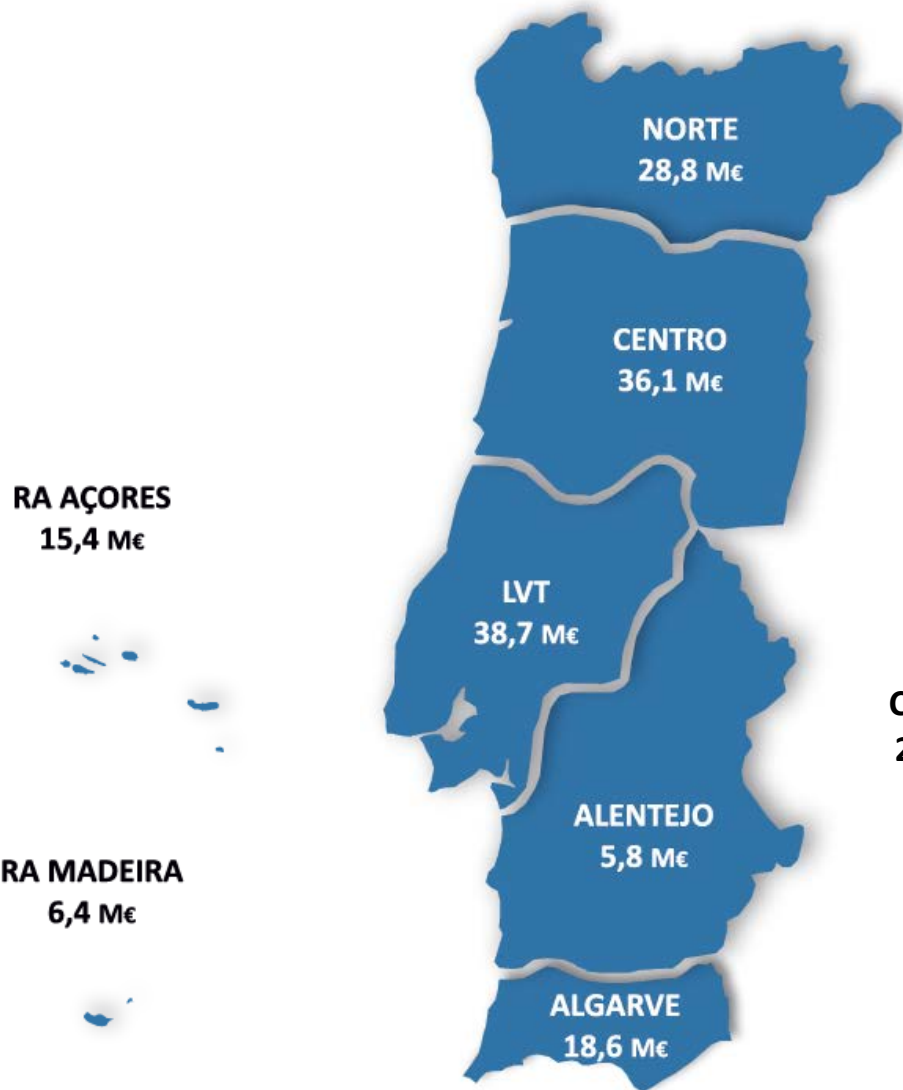 NORTE
28,8 M€
CENTRO
36,1 M€
RA AÇORES
15,4 M€
LVT
38,7 M€
ALENTEJO
5,8 M€
RA MADEIRA
6,4 M€
ALGARVE
18,6 M€